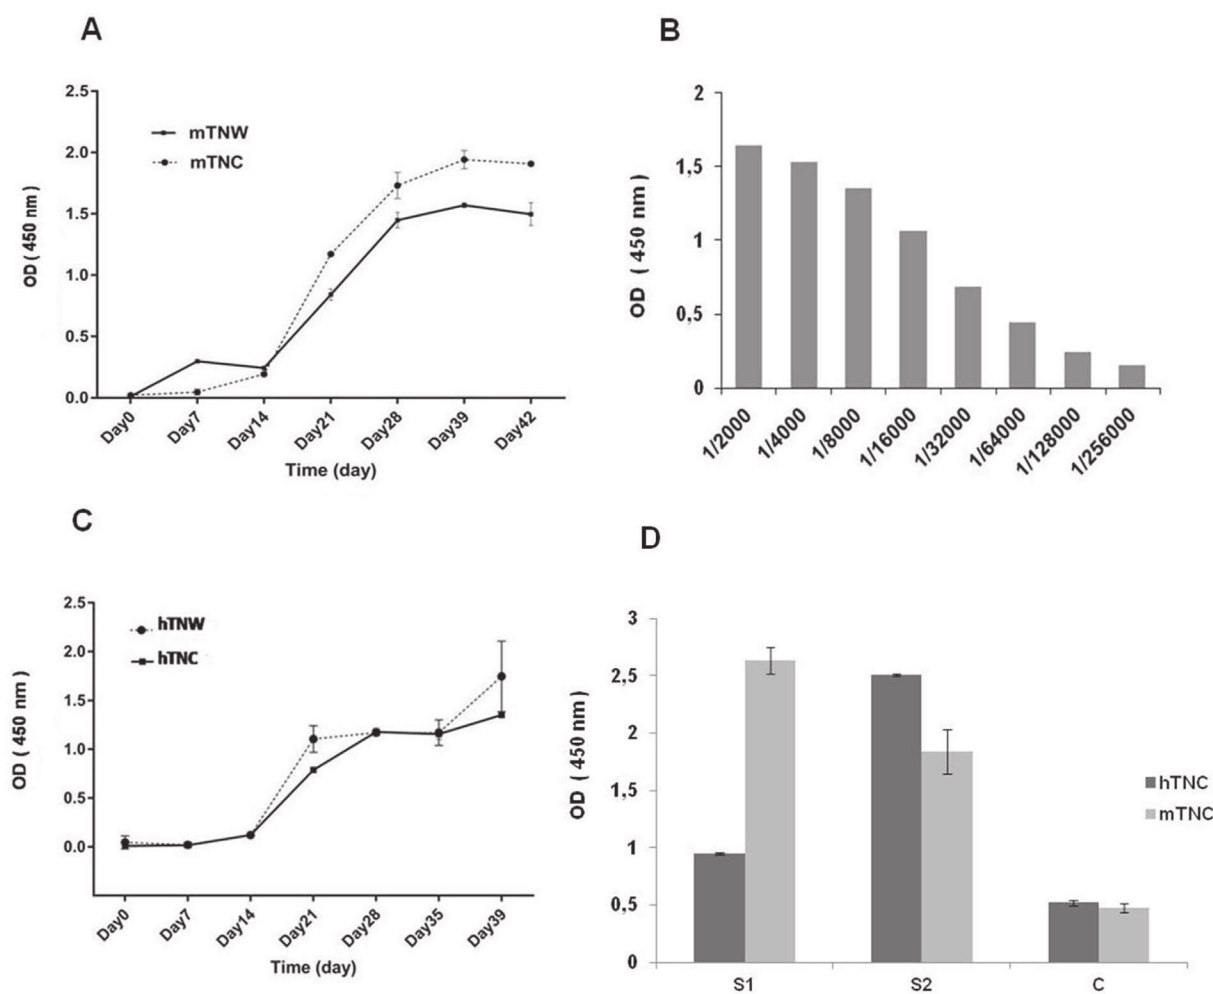 A
2.5
2.0
1.5
1.0
0.5
0.0
OD ( 450 nm)
mTNW
mTNC
Day0
Day7
Day14
Day21
Day28
Day39
Day42
Time (day)
B
2
1,5
1
0,5
0
OD ( 450 nm )
1/2000
1/4000
1/8000
1/16000
1/32000
1/64000
1/128000
1/256000
C
2.5
2.0
1.5
1.0
0.5
0.0
OD ( 450 nm )
hTNW
hTNC
Day0
Day7
Day14
Day21
Day28
Day35
Day39
Time (day)
D
3
2,5
2
1,5
1
0,5
0
OD ( 450 nm )
hTNC
mTNC
S1
S2
C